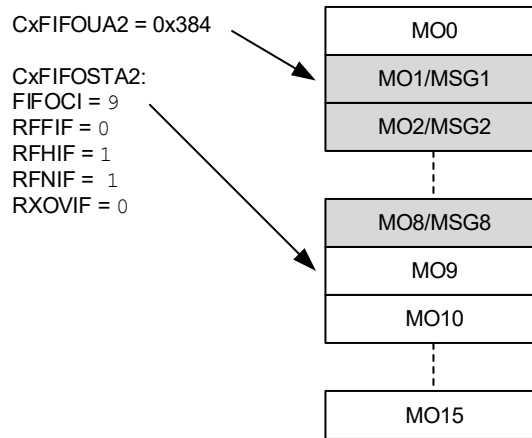 CxFIFOUA2 = 0x384
CxFIFOSTA2:
FIFOCI = 9
RFFIF = 0
RFHIF = 1
RFNIF = 1
RXOVIF = 0
MO0
MO1/MSG1
MO2/MSG2
MO8/MSG8
MO9
MO10
MO15